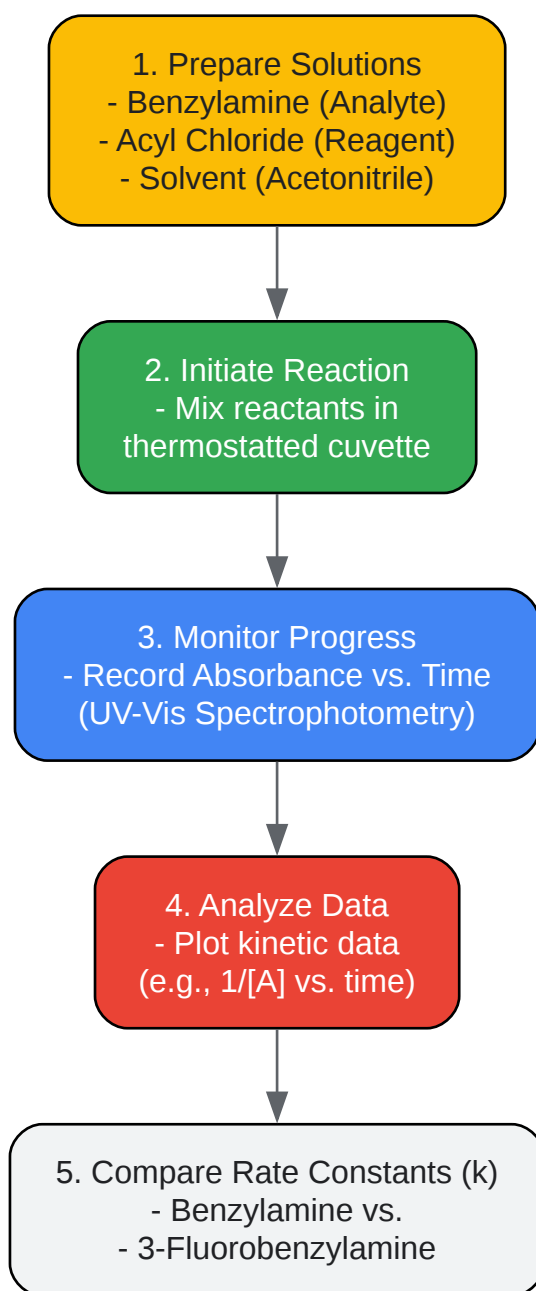 1. Prepare Solutions
- Benzylamine (Analyte)
- Acyl Chloride (Reagent)
- Solvent (Acetonitrile)
2. Initiate Reaction
- Mix reactants in
thermostatted cuvette
3. Monitor Progress
- Record Absorbance vs. Time
(UV-Vis Spectrophotometry)
4. Analyze Data
- Plot kinetic data
(e.g., 1/[A] vs. time)
5. Compare Rate Constants (k)
- Benzylamine vs.
- 3-Fluorobenzylamine